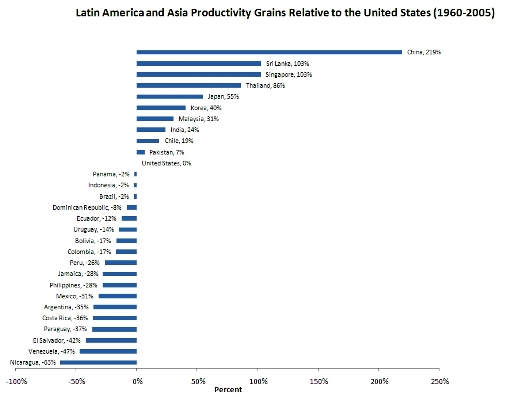 Latin America and Asia Productivity Grains Relative to the United States (1960-2005)
China, 219%
Sri Lanka, 103%
Singapore, 103%
Thailand, 86%
Japan, 55%
Korea, 40%
Malaysia, 31%
India, 24%
Chile, 19%
Pakistan, 7%
United States, 0%
Panama, -2%
Indonesia, -2%
Brazil, -2%
Dominican Republic, -8%
Ecuador, -12%
Uruguay, -14%
Bolivia, -17%
Colombia, -17%
Peru, -26%
Jamaica, -28%
Philippines, -28%
Mexico, -31%
Argentina, -35%
Costa Rica, -36%
Paraguay, -37%
El Salvador, -42%
Venezuela, -47%
Nicaragua, -63%
-100% -50% 0% 50% 100% 150% 200% 250%
Percent